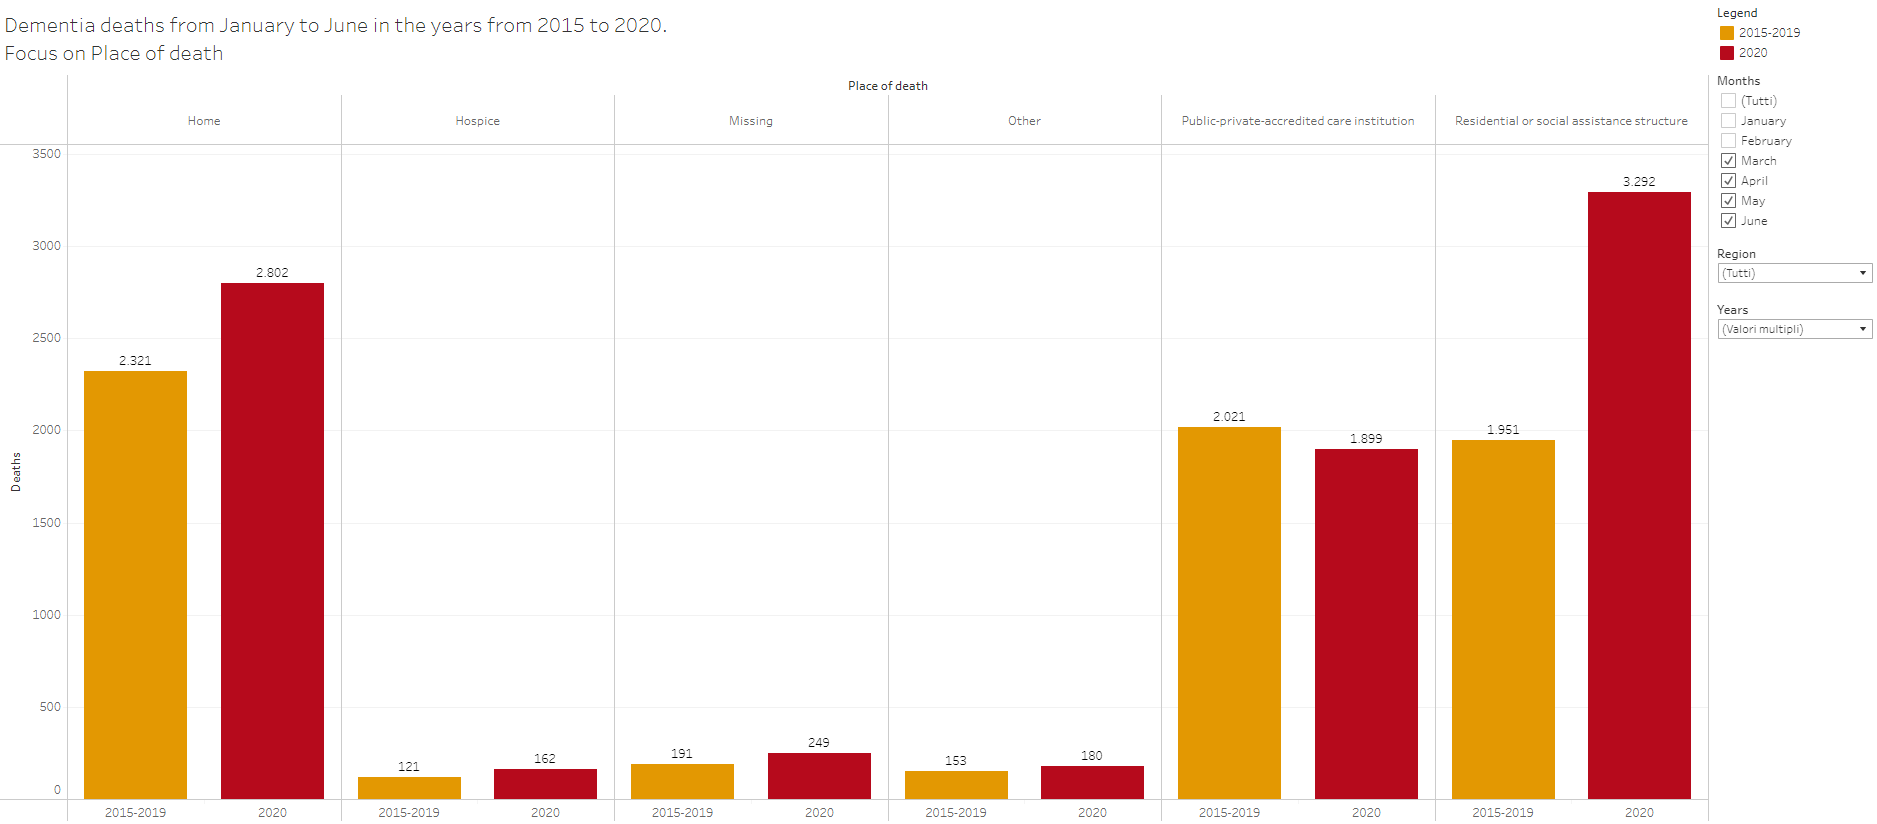 Dementia deaths from January to June in the years from 2015 to 2020.
Focus on Place of death
Place of death
Home Hospice Missing Other Public-private-accredited care institution Residential or social assistance structure
Deaths
3500
3000
2500
2000
1500
1000
500
0
2.321 2.802 121 162 191 249 153 180 2.021 1.899 1.951 3.292
2015-2019 2020 2015-2019 2020 2015-2019 2020 2015-2019 2020 2015-2019 2020 2015-2019 2020
Legend
2015-2019
2020
Months
(Tutti)
January
February
March
April
May
June
Region
(Tutti)
Years
(Valori multipli)